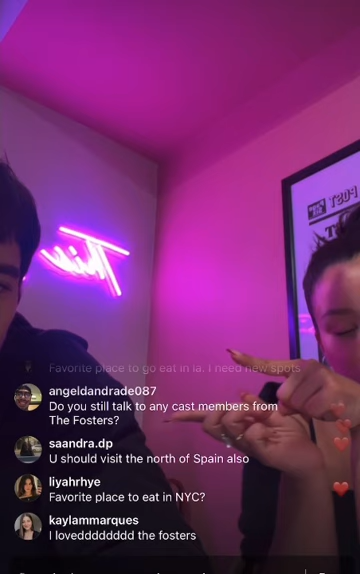 This
POST
Favorite place to go eat in la. I need new spots
angeldandrade087
Do you still talk to any cast members from
The Fosters?
saandra.dp
U should visit the north of Spain also
liyahrhye
Favorite place to eat in NYC?
kaylammarques
I lovedddddddd the fosters